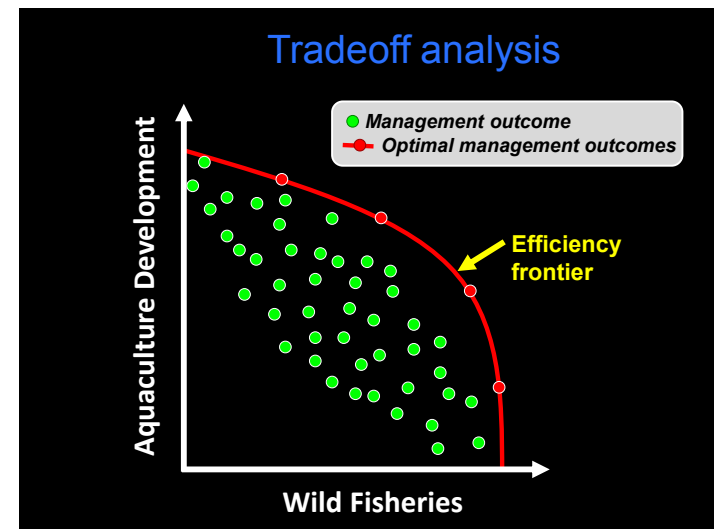 Tradeoff analysis
Management outcome
Optimal management outcomes
Efficiency
frontier
Aquaculture Development
Wild Fisheries